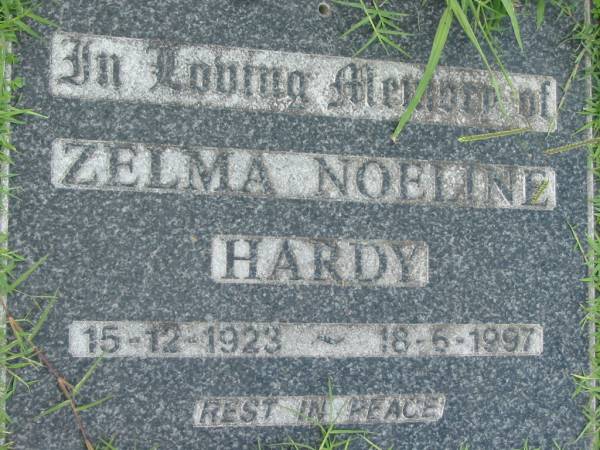 In Loving Memory of
ZELMA NOELINE
HARDY
15-12-1923 ~ 18-6-1997
REST IN PEACE